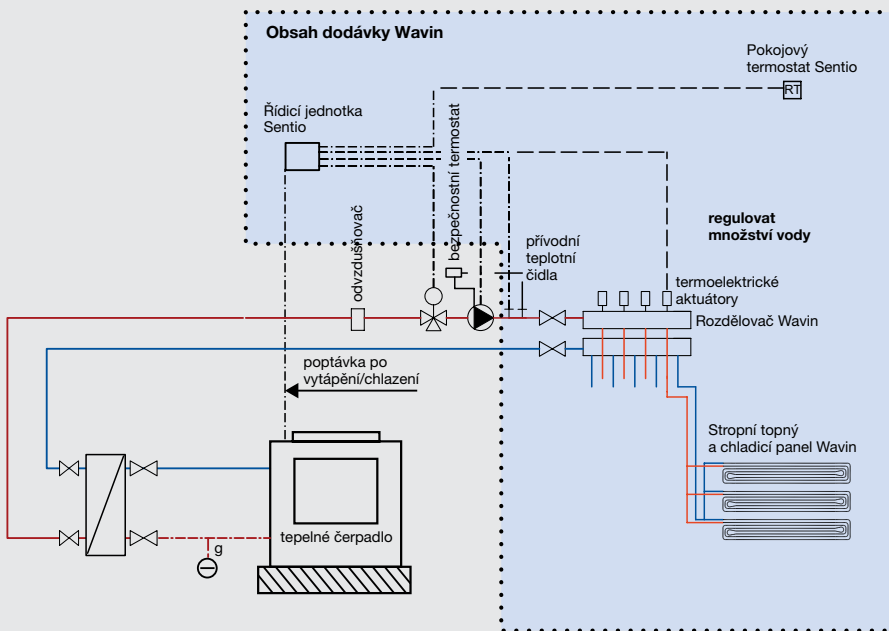 Obsah dodávky Wavin
Pokojový
termostat Sentio
RT
Řídicí jednotka
Sentio
bezpečnostní termostat
odvzdušňovač
přívodní
teplotní
čidla
regulovat
množství vody
termoelektrické
aktuátory
Rozdělovač Wavin
poptávka po
vytápění/chlazení
Stropní topný
a chladicí panel Wavin
tepelné čerpadlo
g